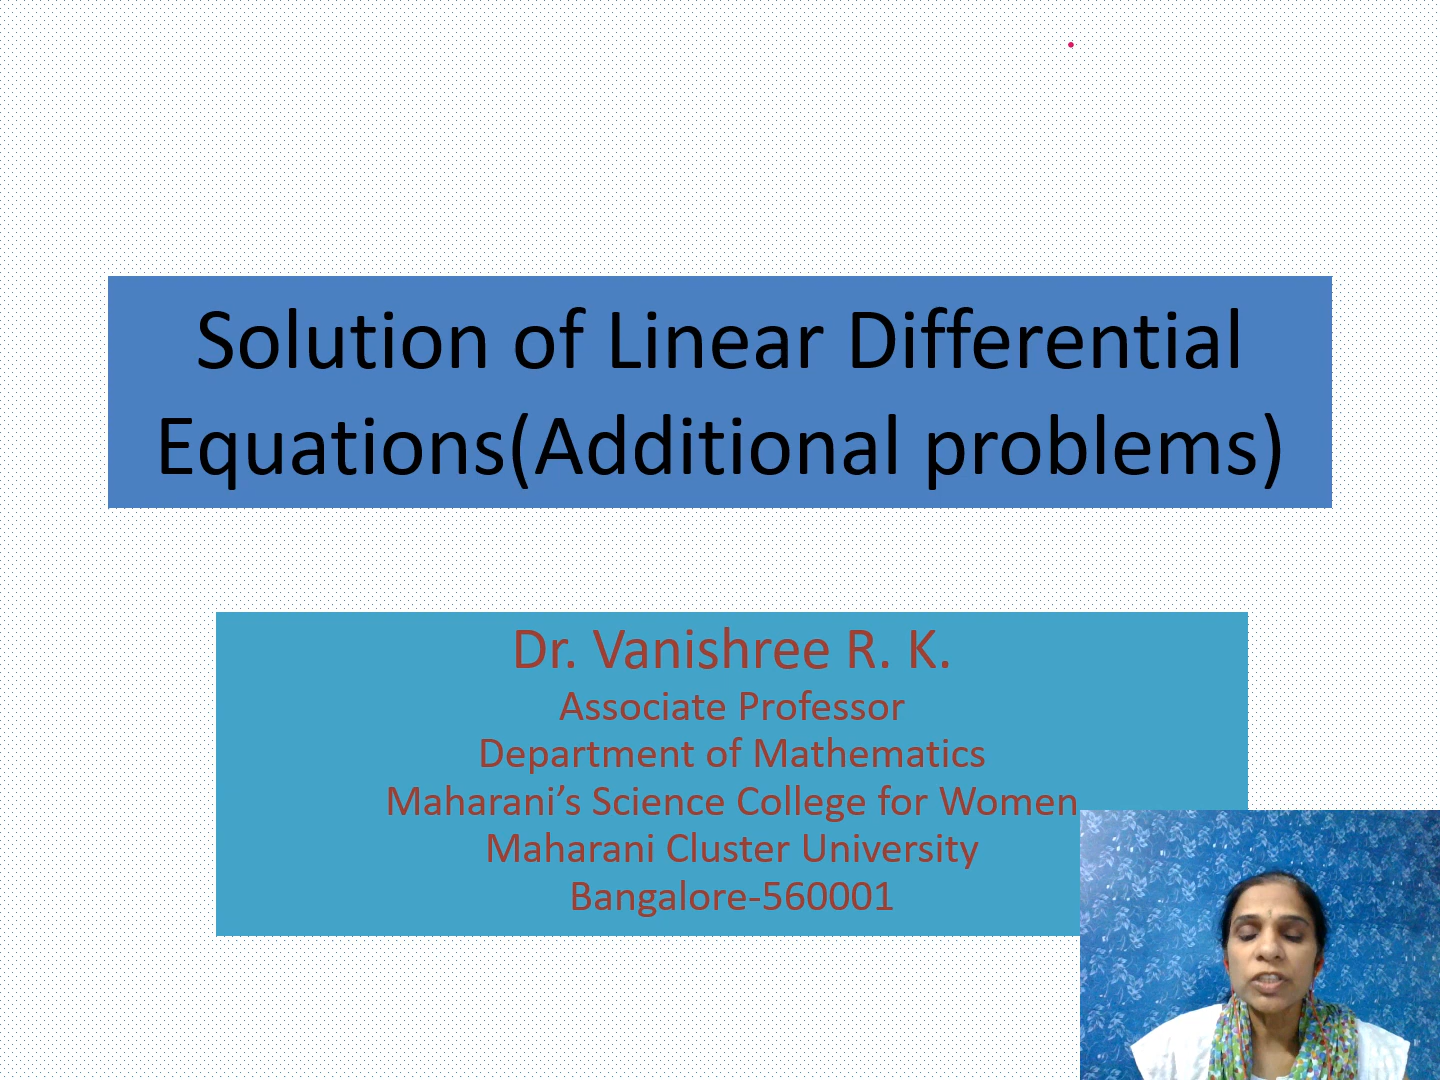 Solution of Linear Differential
Equations(Additional problems)
Dr. Vanishree R. K.
Associate Professor
Department of Mathematics
Maharani’s Science College for Women
Maharani Cluster University
Bangalore-560001